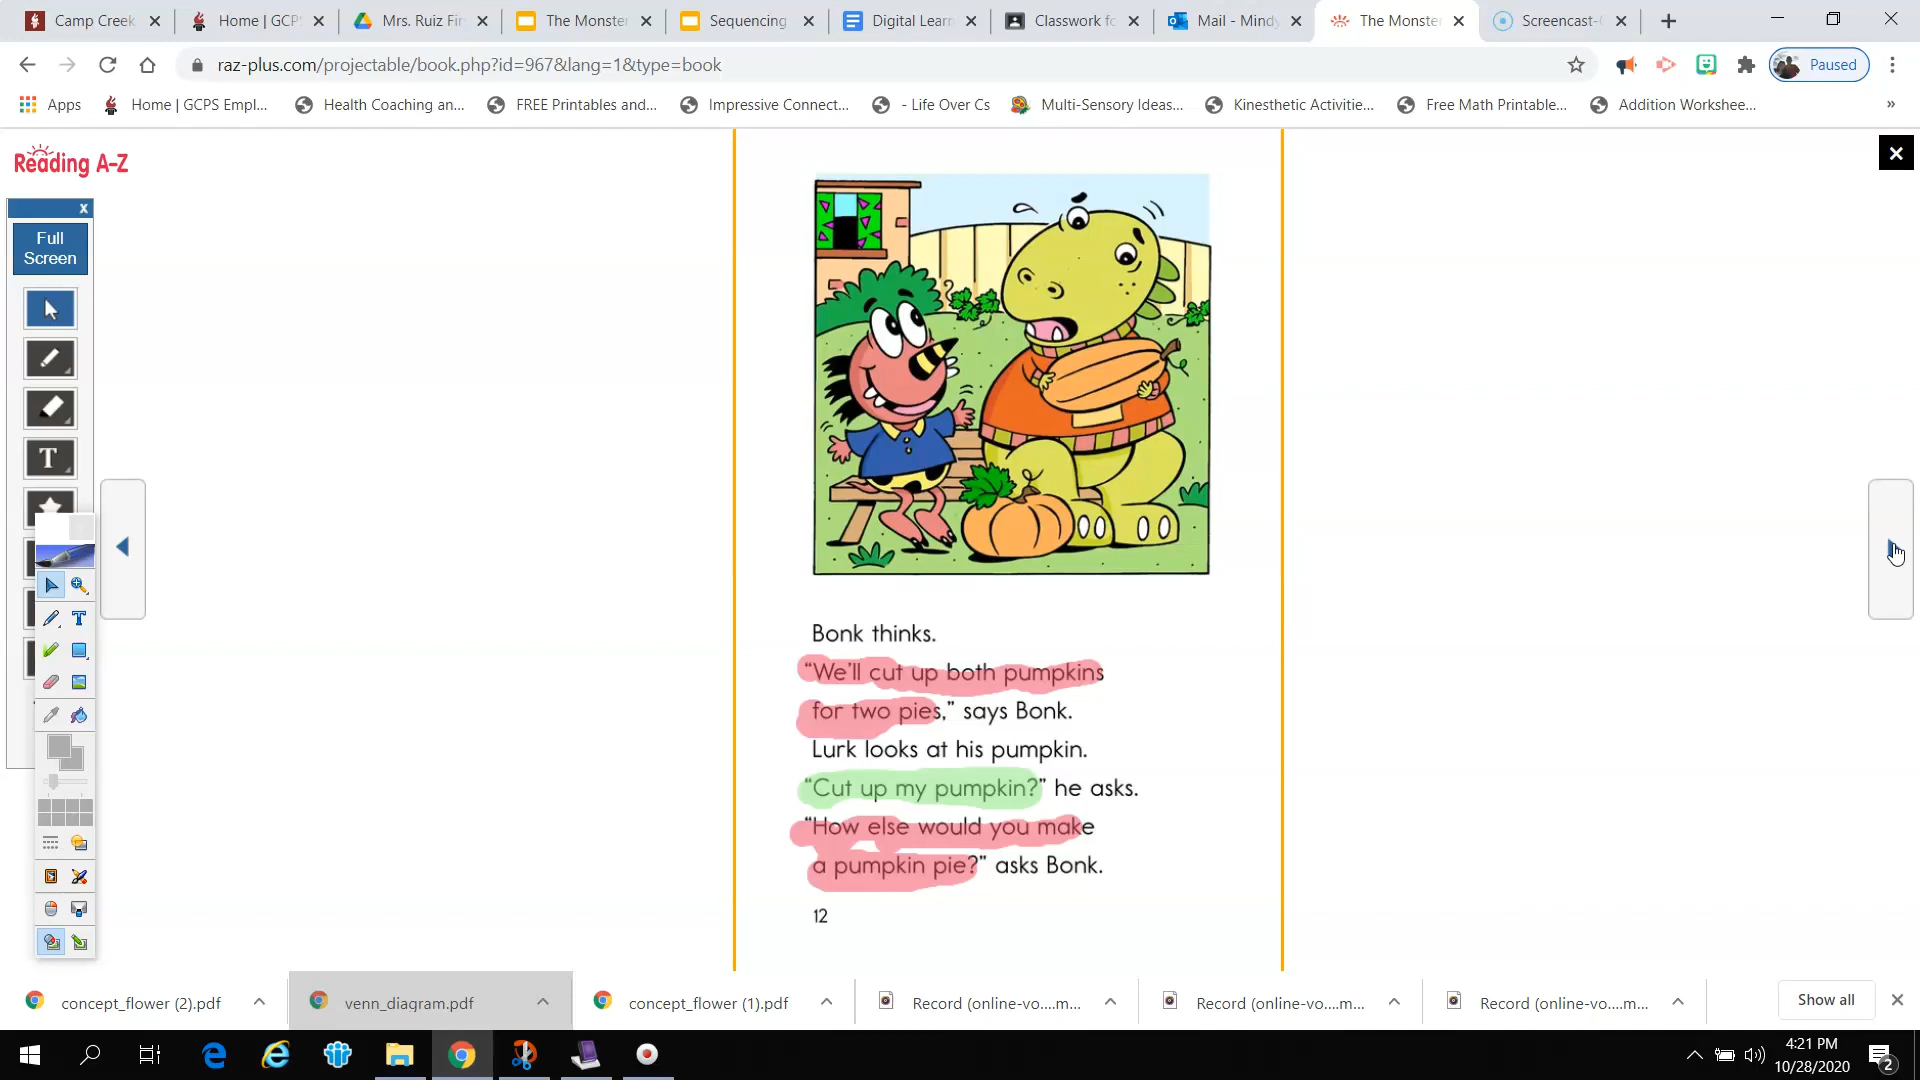 Camp Creek
Home | GCPS
Mrs. Ruiz Fir
The Monster
Sequencing
Digital Learn
Classwork fo
Mail - Mindy
The Monste
Screencast-
raz-plus.com/projectable/book.php?id=967&lang=1&type=book
Paused
Apps
Home | GCPS Empl...
Health Coaching an...
FREE Printables and...
Impressive Connect...
- Life Over Cs
Multi-Sensory Ideas...
Kinesthetic Activitie...
Free Math Printable...
Addition Workshee...
»
Reading A-Z
x
Full
Screen
T
T
Bonk thinks.
“We’ll cut up both pumpkins
for two pies,” says Bonk.
Lurk looks at his pumpkin.
“Cut up my pumpkin?” he asks.
“How else would you make
a pumpkin pie?” asks Bonk.
12
concept_flower (2).pdf
venn_diagram.pdf
concept_flower (1).pdf
Record (online-vo....m...
Record (online-vo....m...
Record (online-vo....m...
Show all
4:21 PM
10/28/2020
2